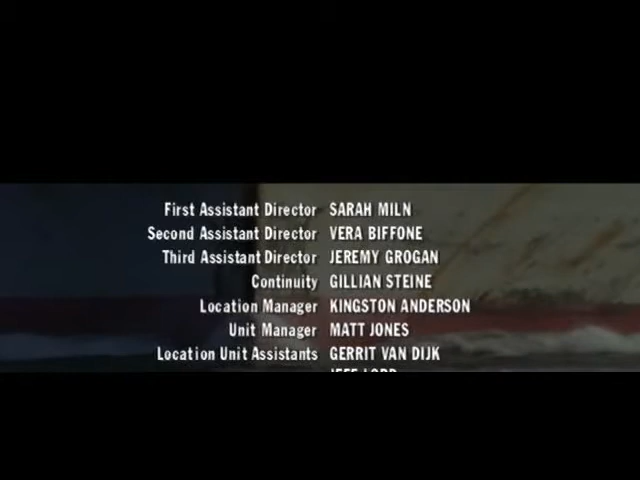 First Assistant Director SARAH MILN
Second Assistant Director VERA BIFFONE
Third Assistant Director JEREMY GROGAN
Continuity GILLIAN STEINE
Location Manager KINGSTON ANDERSON
Unit Manager MATT JONES
Location Unit Assistants GERRIT VAN DIJK